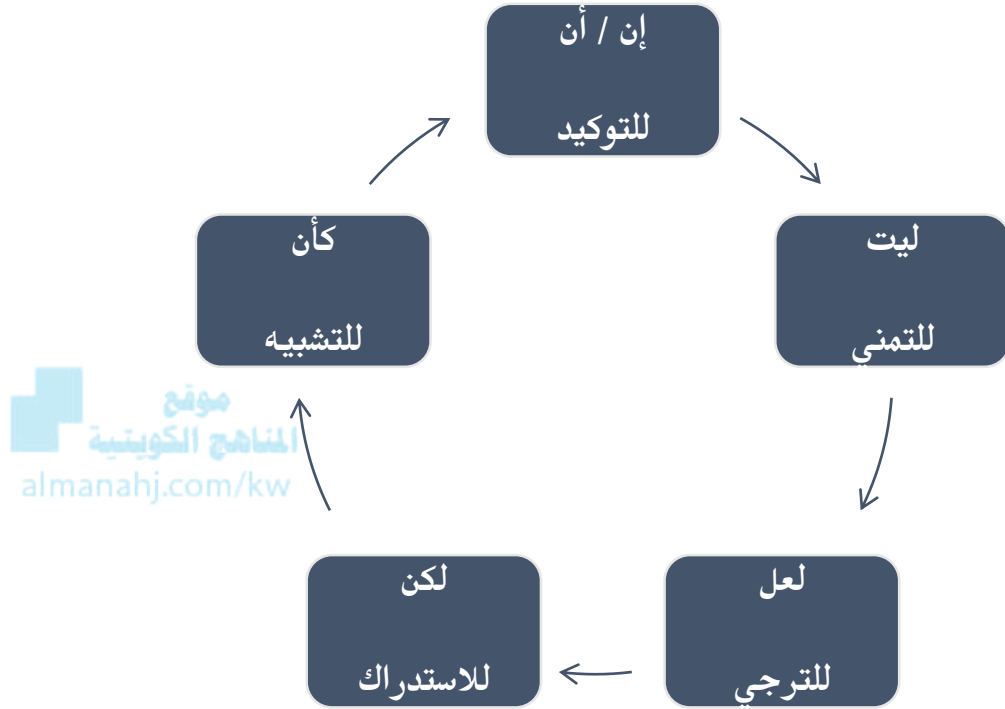 إن / أن
للتوكيد
ليت
للتمني
لعل
للترجي
لكن
للاستدراك
كأن
للتشبيه
موقع
المناهج الكويتية
almanahj.com/kw